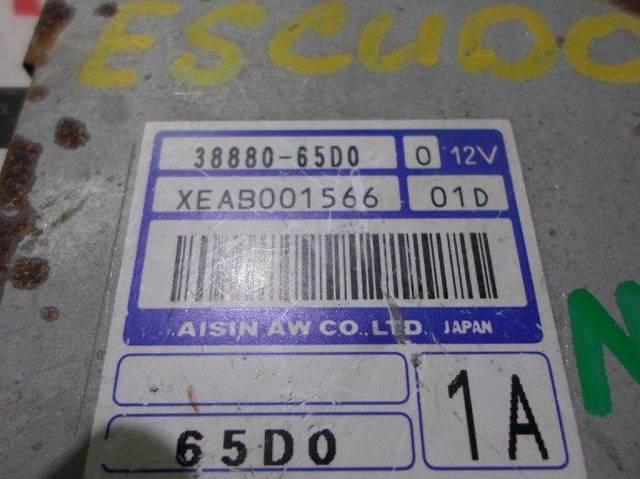 ESCUDO
38880-65D0 0 12V
XEAB001566 01D
AISIN AW CO.,LTD. JAPAN
N
65D0 1A